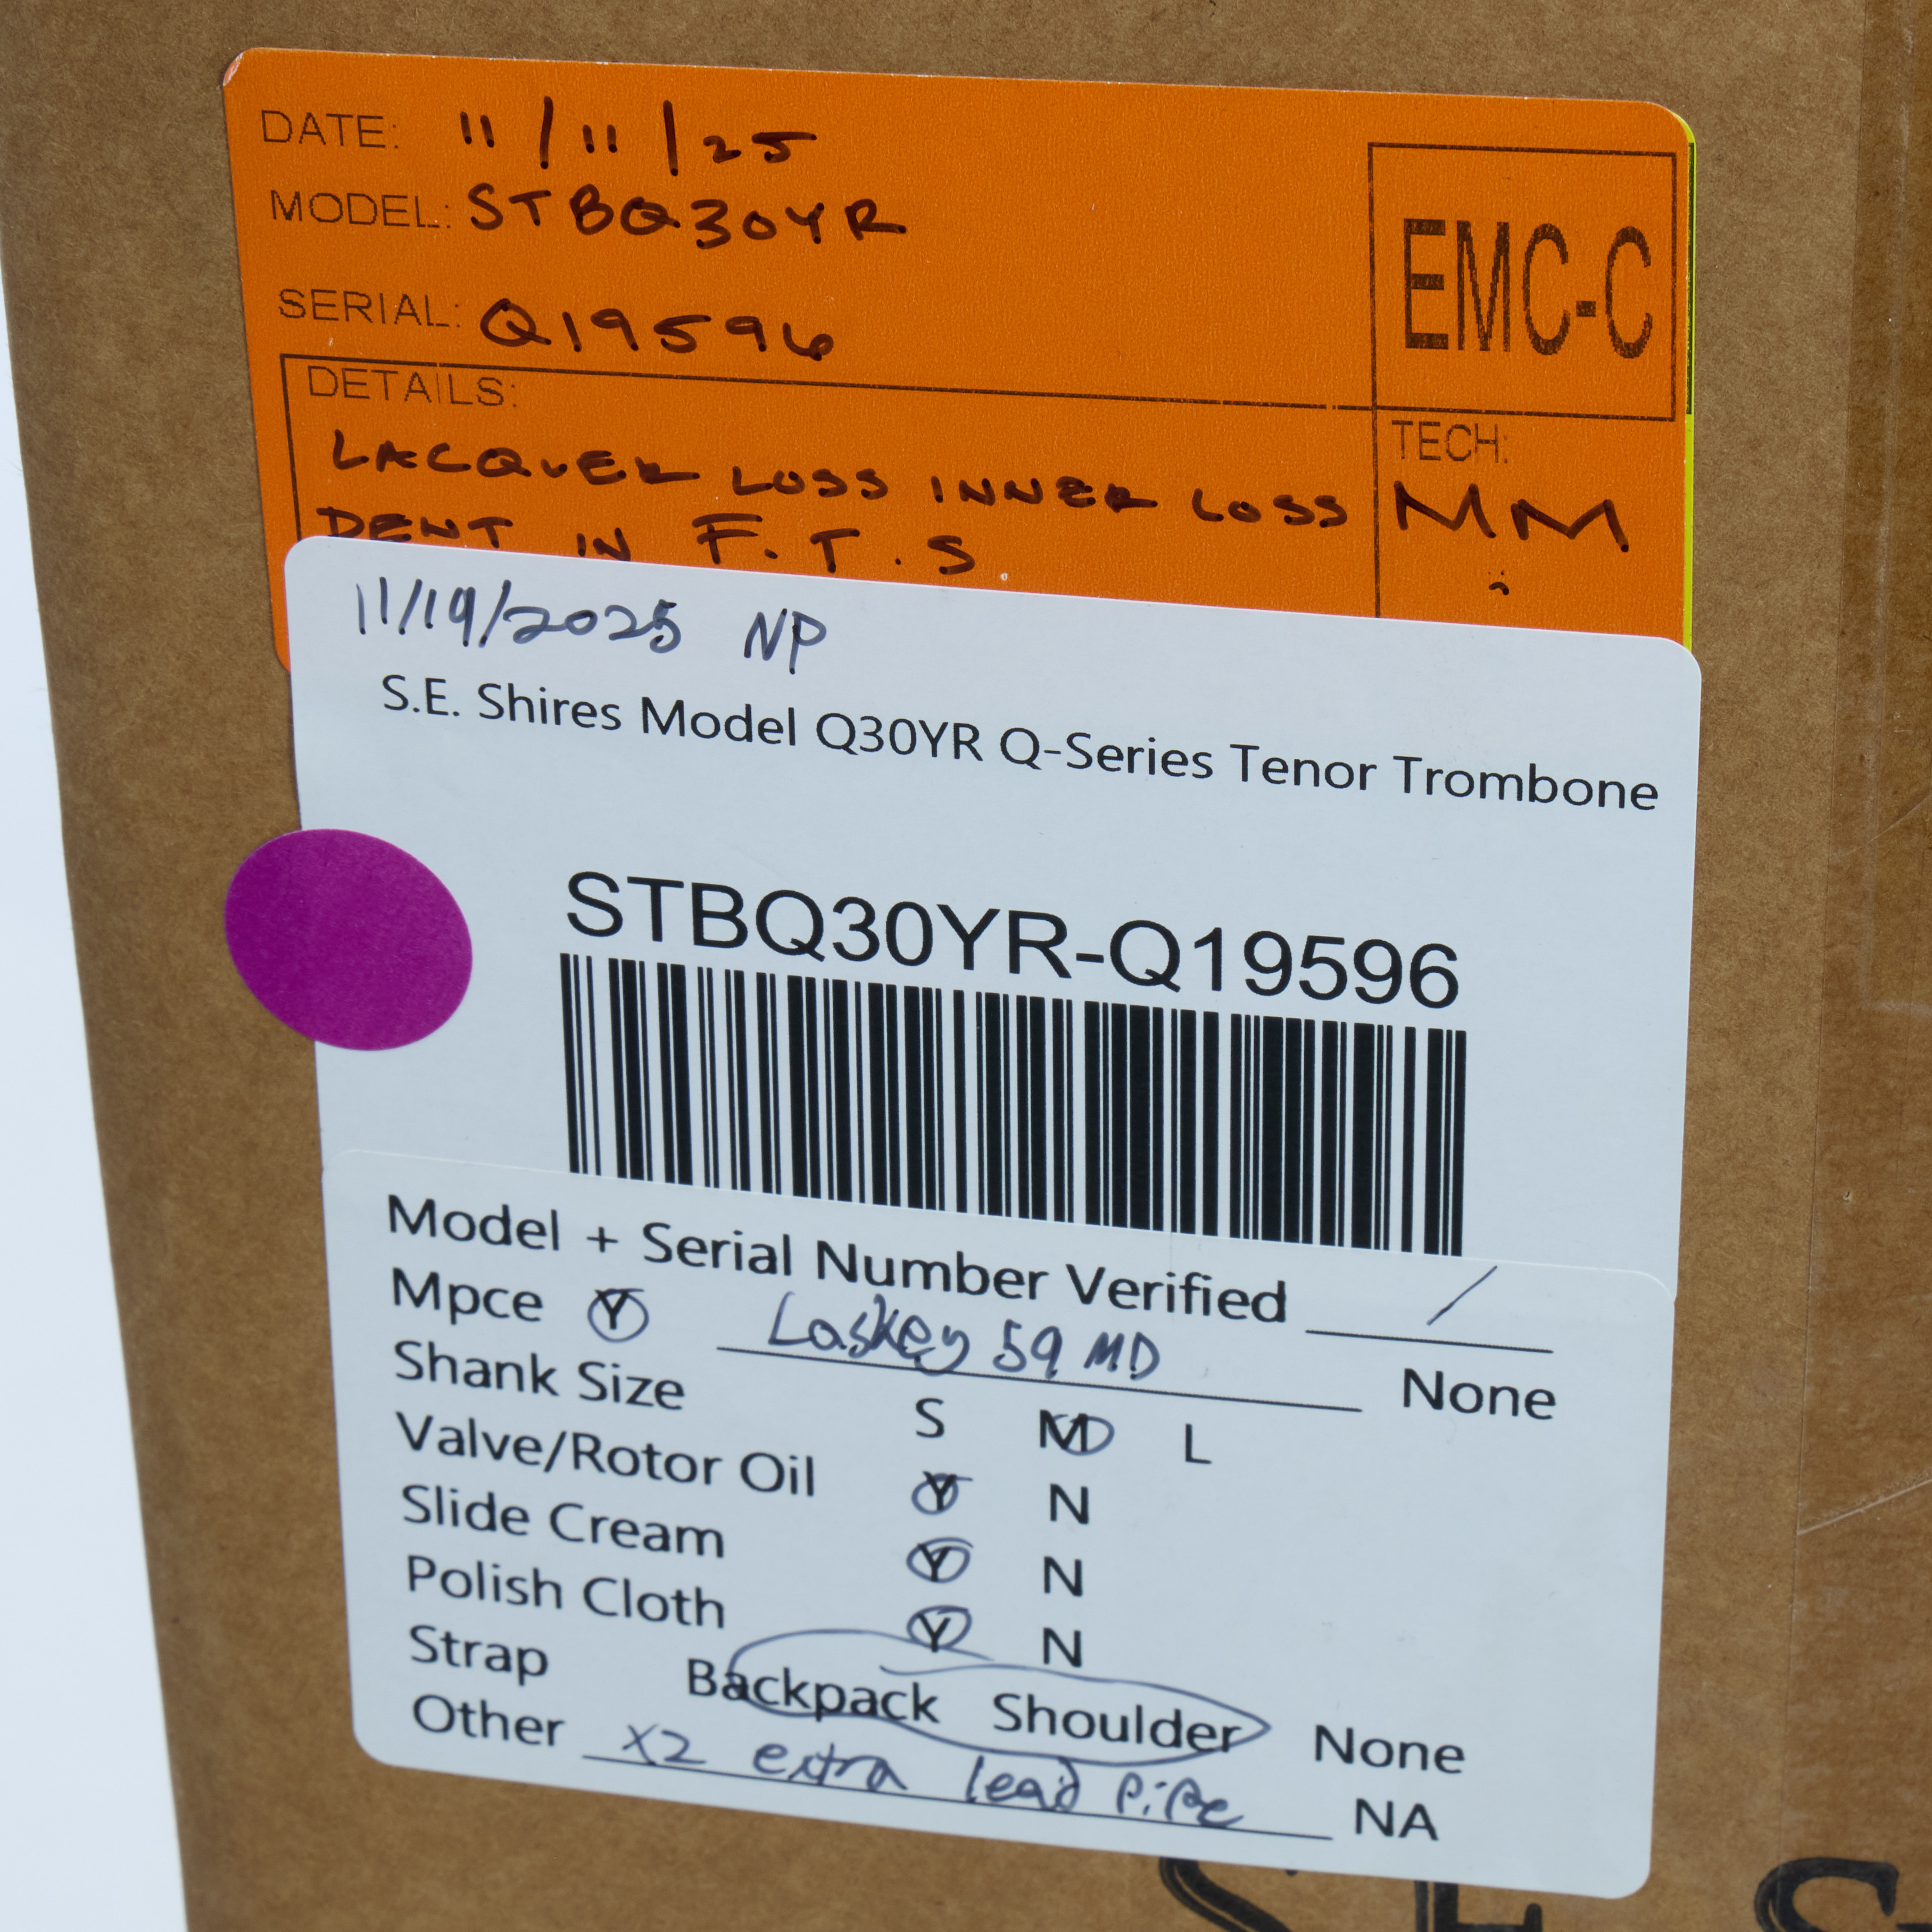 DATE: 11/11/25
MODEL: STBQ30YR
EMC-C
SERIAL: Q19596
DETAILS:
TECH:
LACQUER LOSS INNER LOSS
MM
DENT IN F.T.S.
11/19/2025 NP
S.E. Shires Model Q30YR Q-Series Tenor Trombone
STBQ30YR-Q19596
Model + Serial Number Verified /
Mpce Y Laskey 59 MD None
Shank Size S M L
Valve/Rotor Oil Y N
Slide Cream Y N
Polish Cloth Y N
Strap Backpack Shoulder None
Other x2 extra lead pipe NA